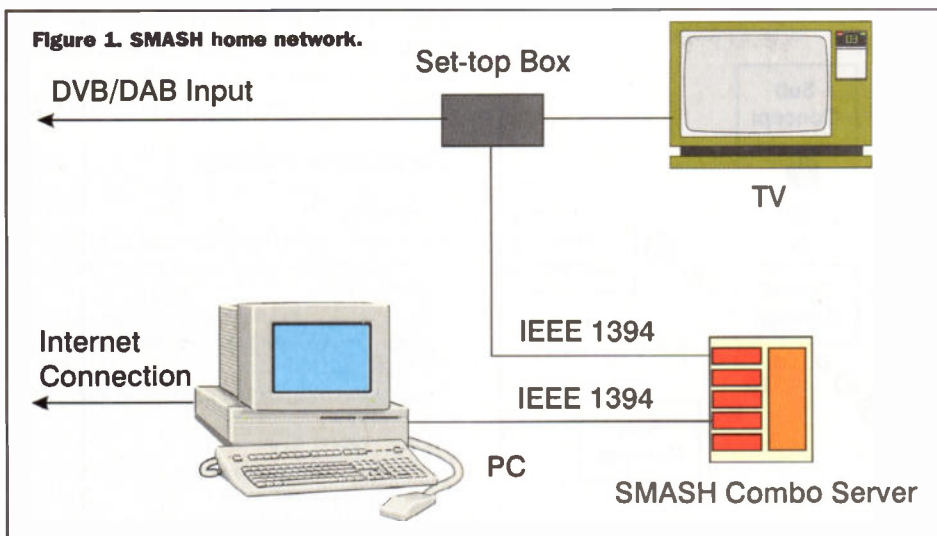 Figure 1. SMASH home network.
Set-top Box
DVB/DAB Input
TV
IEEE 1394
Internet
Connection
IEEE 1394
PC
SMASH Combo Server